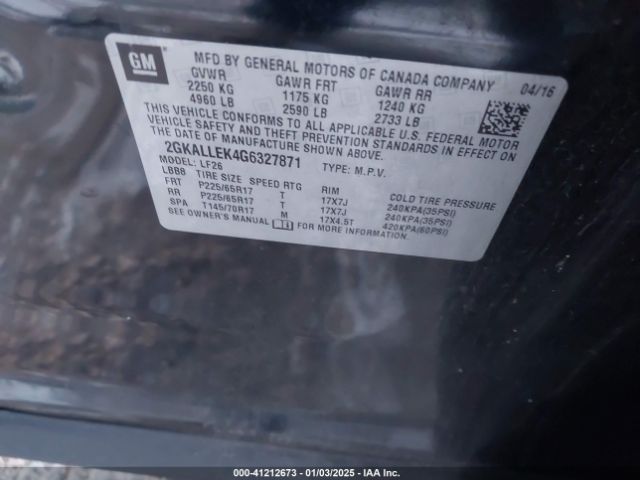 GM
MFD BY GENERAL MOTORS OF CANADA COMPANY
04/16
GVWR GAWR FRT GAWR RR
2250 KG 1175 KG 1240 KG
4960 LB 2590 LB 2733 LB
THIS VEHICLE CONFORMS TO ALL APPLICABLE U.S. FEDERAL MOTOR
VEHICLE SAFETY AND THEFT PREVENTION STANDARDS IN EFFECT ON
THE DATE OF MANUFACTURE SHOWN ABOVE.
2GKALLEK4G6327871 TYPE: M.P.V.
MODEL: LF26
LBB8 TIRE SIZE SPEED RTG RIM COLD TIRE PRESSURE
FRT P225/65R17 T 17X7J 240KPA(35PSI)
RR P225/65R17 T 17X7J 240KPA(35PSI)
SPA T145/70R17 M 17X4.5T 420KPA(60PSI)
SEE OWNER'S MANUAL FOR MORE INFORMATION.
000-41212673 - 01/03/2025 - IAA Inc.